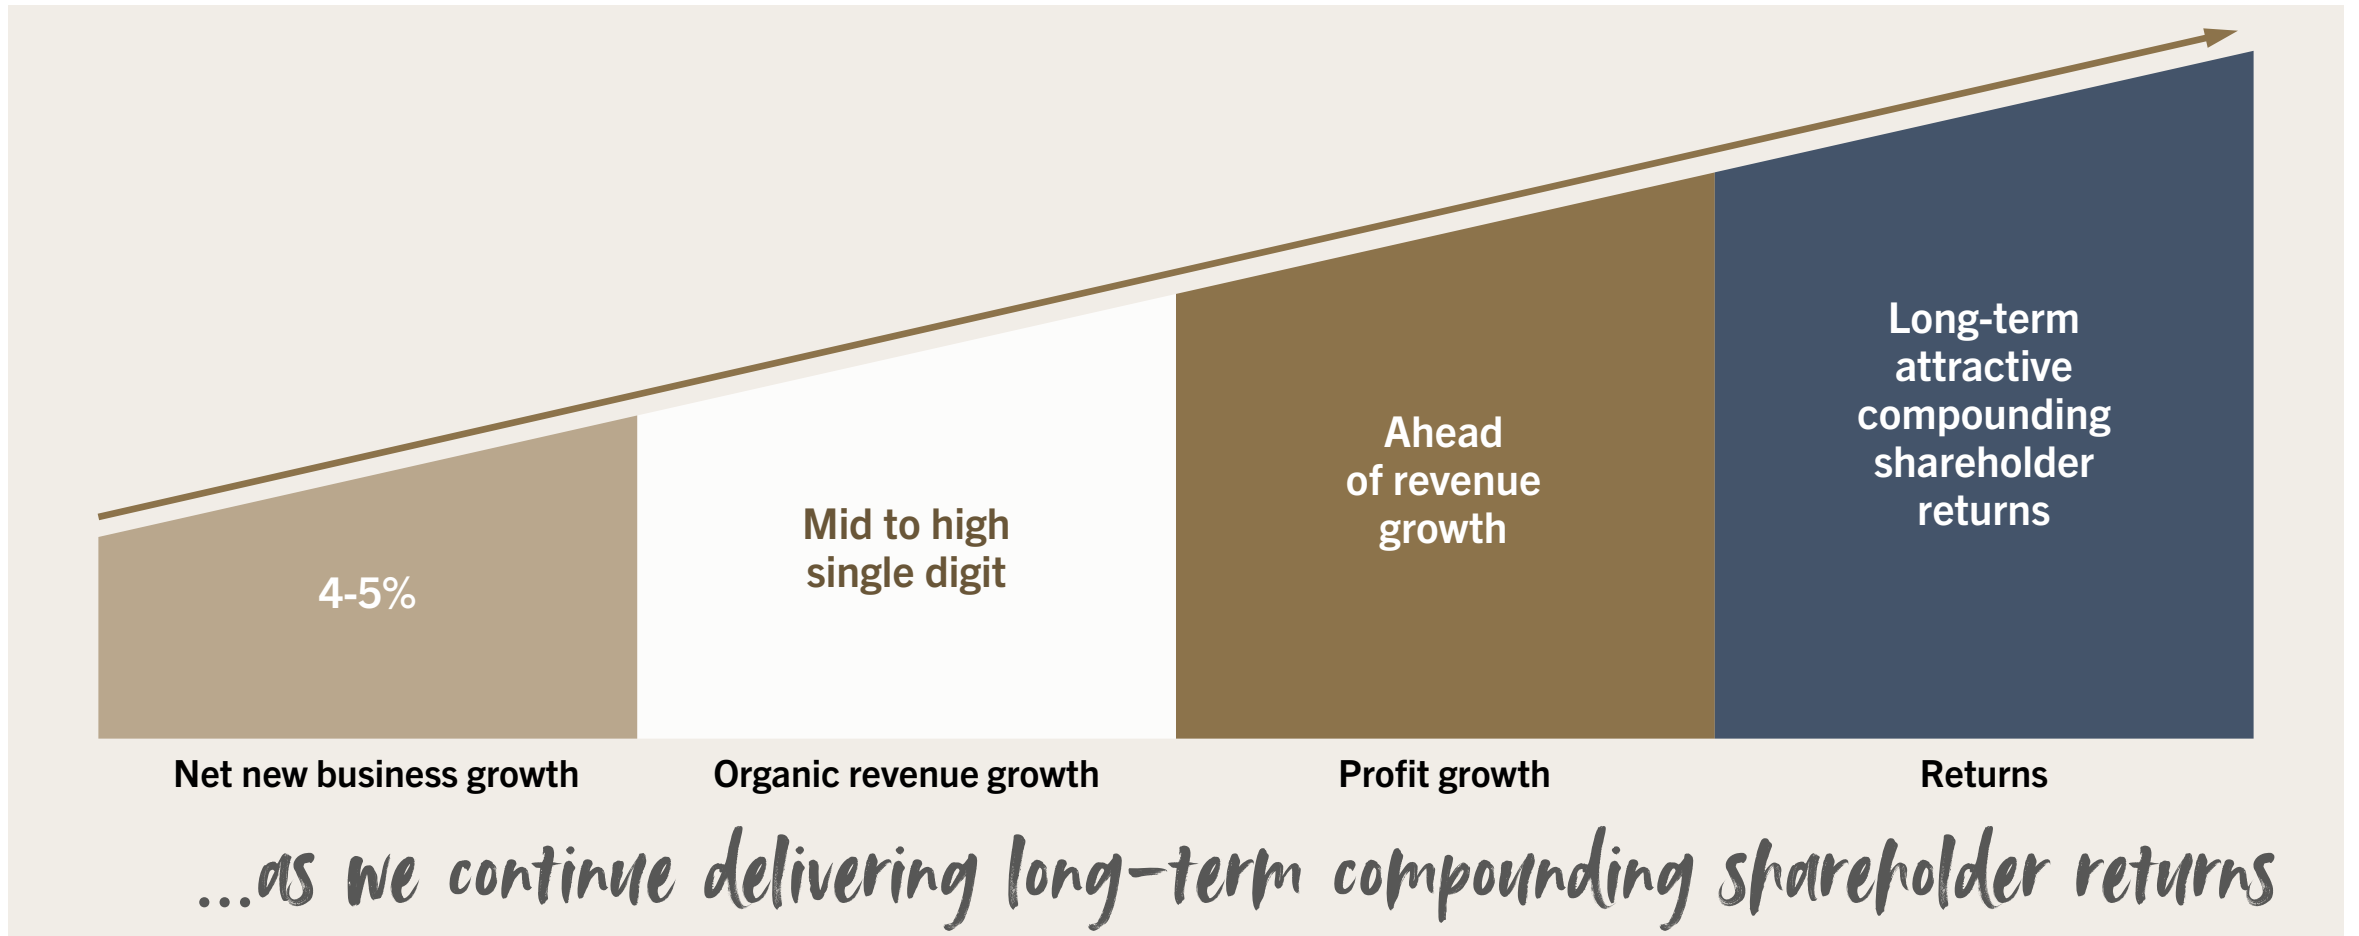 4-5%
Mid to high
single digit
Ahead
of revenue
growth
Long-term
attractive
compounding
shareholder
returns
Net new business growth
Organic revenue growth
Profit growth
Returns
...as we continue delivering long-term compounding shareholder returns